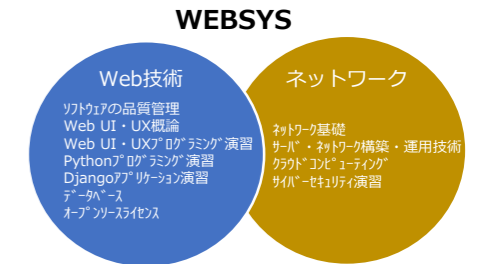 WEBSYS
Web技術
ｿﾌﾄｳｪｱの品質管理
Web UI・UX概論
Web UI・UXﾌﾟﾛｸﾞﾗﾐﾝｸﾞ演習
Pythonﾌﾟﾛｸﾞﾗﾐﾝｸﾞ演習
Djangoｱﾌﾟﾘｹｰｼｮﾝ演習
ﾃﾞｰﾀﾍﾞｰｽ
ｵｰﾌﾟﾝｿｰｽﾗｲｾﾝｽ
ネットワーク
ﾈｯﾄﾜｰｸ基礎
ｻｰﾊﾞ・ﾈｯﾄﾜｰｸ構築・運用技術
ｸﾗｳﾄﾞｺﾝﾋﾟｭｰﾃｨﾝｸﾞ
ｻｲﾊﾞｰｾｷｭﾘﾃｨ演習